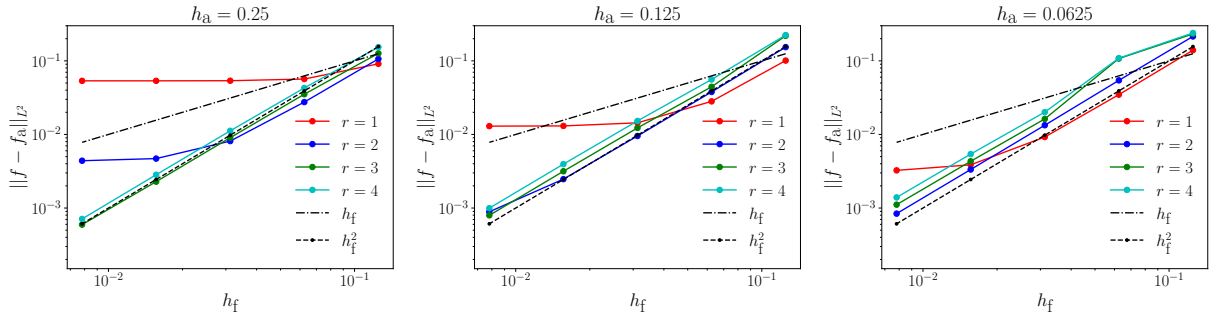 h_a = 0.25
||f − f_a||_{L^2}
10^{-1}
10^{-2}
10^{-3}
r = 1
r = 2
r = 3
r = 4
h_f
h_f^2
10^{-2}
10^{-1}
h_f
h_a = 0.125
||f − f_a||_{L^2}
10^{-1}
10^{-2}
10^{-3}
r = 1
r = 2
r = 3
r = 4
h_f
h_f^2
10^{-2}
10^{-1}
h_f
h_a = 0.0625
||f − f_a||_{L^2}
10^{-1}
10^{-2}
10^{-3}
r = 1
r = 2
r = 3
r = 4
h_f
h_f^2
10^{-2}
10^{-1}
h_f